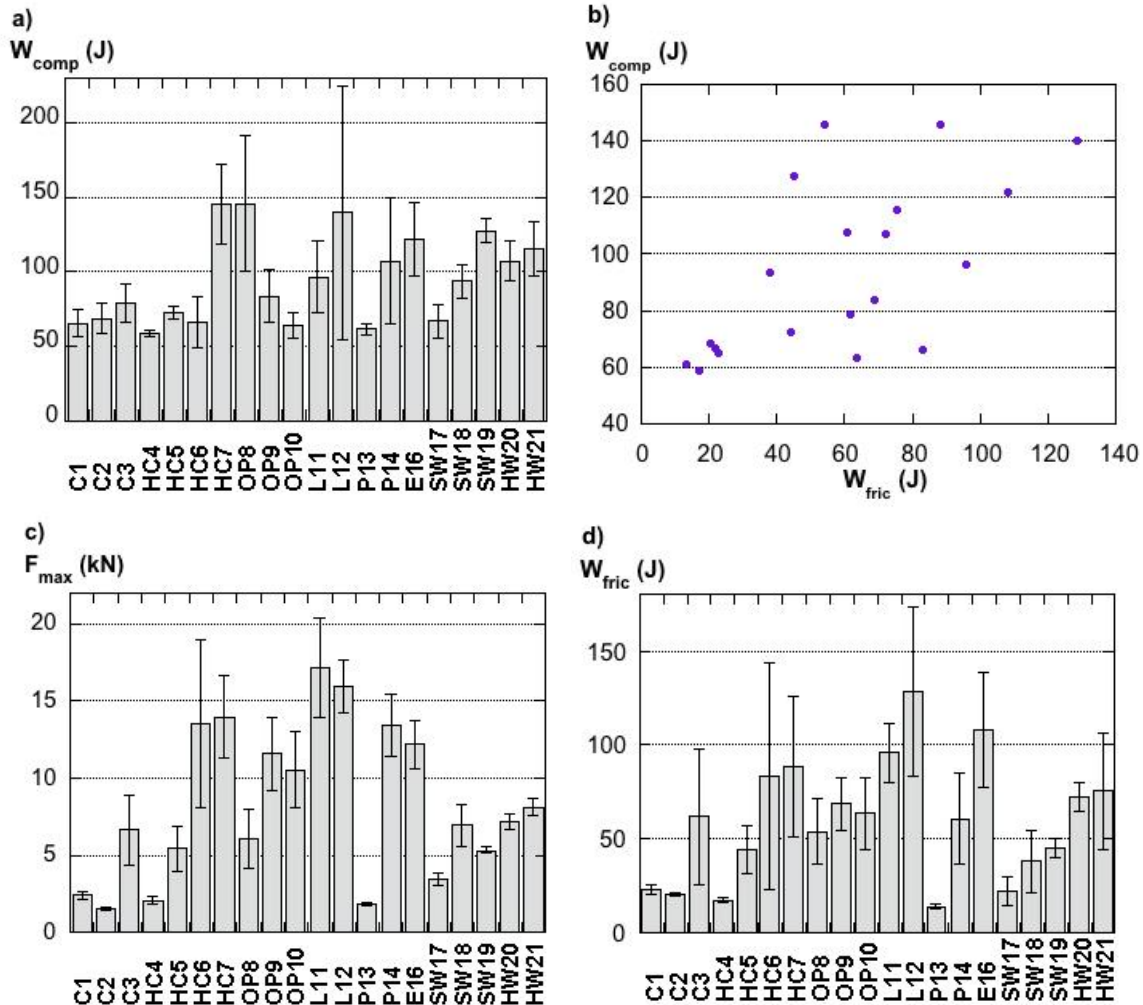 a)
W_comp (J)
200
150
100
50
0
C1 C2 C3 HC4 HC5 HC6 HC7 OP8 OP9 OP10 L11 L12 P13 P14 E16 SW17 SW18 SW19 HW20 HW21
b)
W_comp (J)
160
140
120
100
80
60
40
0 20 40 60 80 100 120 140
W_fric (J)
c)
F_max (kN)
20
15
10
5
0
C1 C2 C3 HC4 HC5 HC6 HC7 OP8 OP9 OP10 L11 L12 P13 P14 E16 SW17 SW18 SW19 HW20 HW21
d)
W_fric (J)
150
100
50
0
C1 C2 C3 HC4 HC5 HC6 HC7 OP8 OP9 OP10 L11 L12 P13 P14 E16 SW17 SW18 SW19 HW20 HW21